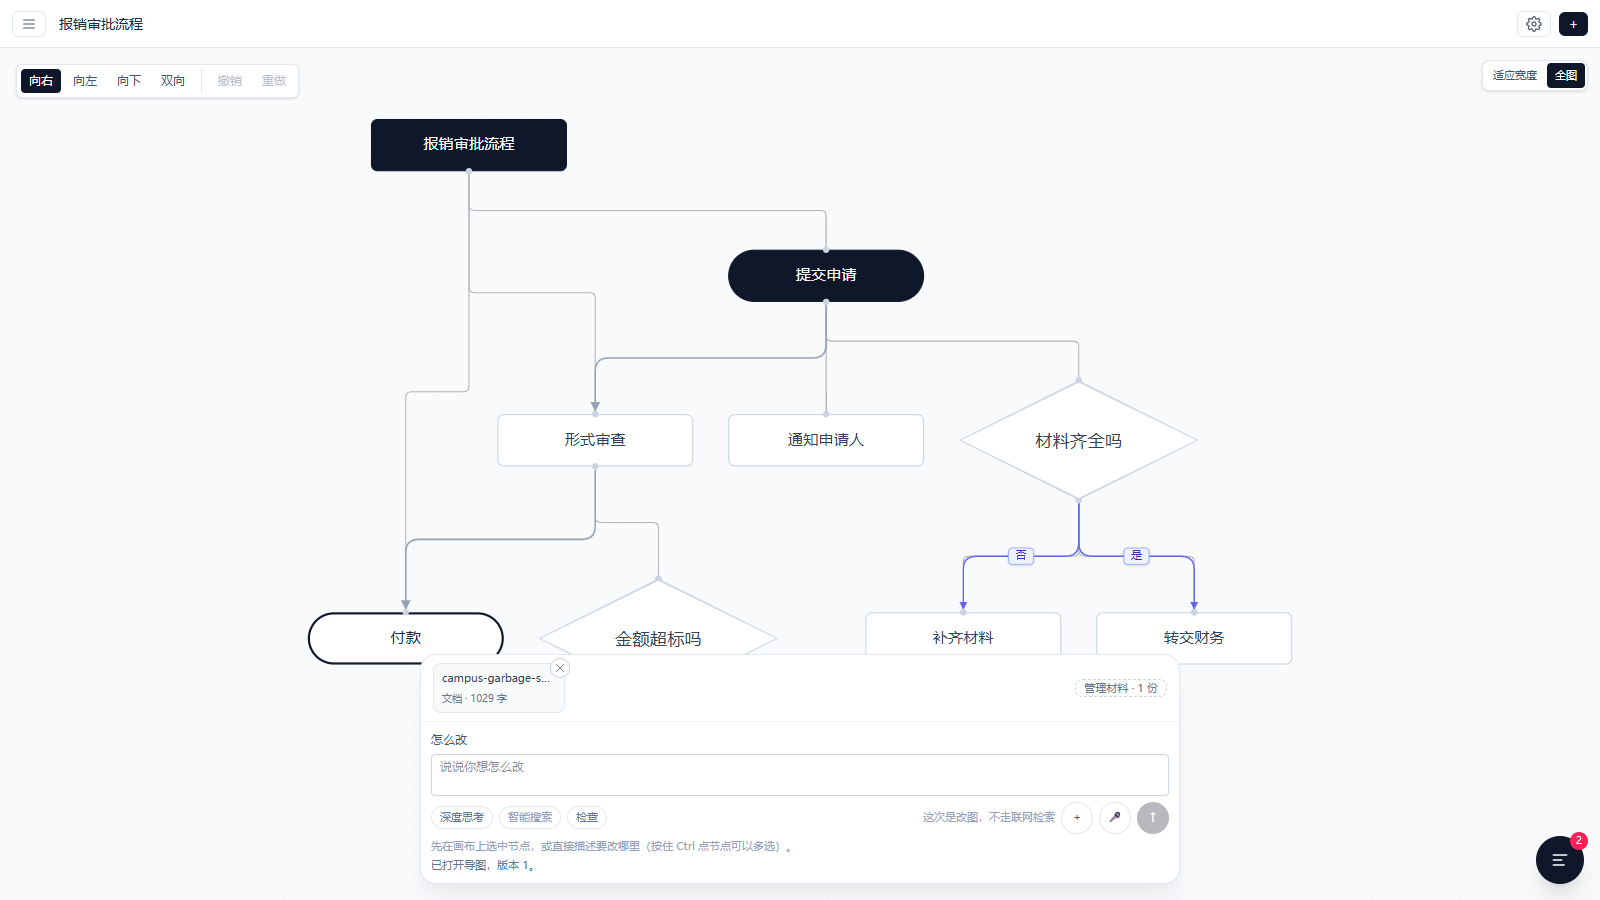 报销审批流程
+
向右 向左 向下 双向 撤销 重做
适应宽度 全图
报销审批流程
提交申请
形式审查
通知申请人
材料齐全吗
否
是
付款
金额超标吗
补齐材料
转交财务
campus-garbage-s...
文档 · 1029 字
管理材料 · 1 份
怎么改
说说你想怎么改
深度思考 智能搜索 检查
这次是改图，不走联网检索
+
先在画布上选中节点，或直接描述要改哪里（按住 Ctrl 点节点可以多选）。
已打开导图，版本 1。
2